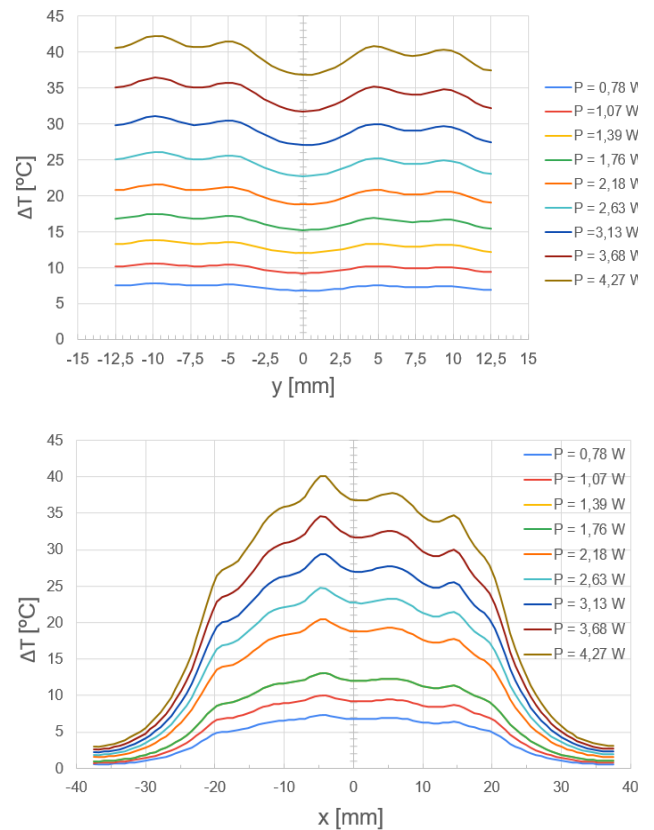 45
40
35
30
25
20
15
10
5
0
ΔT [ºC]
-15 -12,5 -10 -7,5 -5 -2,5 0 2,5 5 7,5 10 12,5 15
y [mm]
P = 0,78 W
P =1,07 W
P =1,39 W
P = 1,76 W
P = 2,18 W
P = 2,63 W
P =3,13 W
P = 3,68 W
P = 4,27 W
45
40
35
30
25
20
15
10
5
0
ΔT [ºC]
-40 -30 -20 -10 0 10 20 30 40
x [mm]
P = 0,78 W
P = 1,07 W
P = 1,39 W
P = 1,76 W
P = 2,18 W
P = 2,63 W
P = 3,13 W
P = 3,68 W
P = 4,27 W